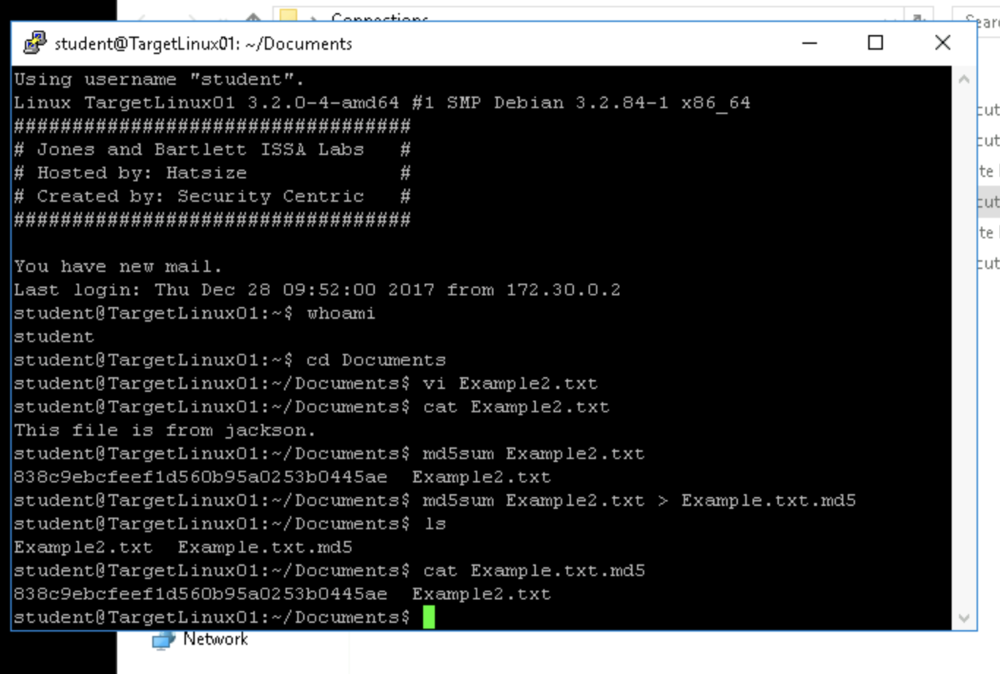 Connections
student@TargetLinux01: ~/Documents
Using username "student".
Linux TargetLinux01 3.2.0-4-amd64 #1 SMP Debian 3.2.84-1 x86_64
##################################
# Jones and Bartlett ISSA Labs   #
# Hosted by: Hatsize             #
# Created by: Security Centric   #
##################################
You have new mail.
Last login: Thu Dec 28 09:52:00 2017 from 172.30.0.2
student@TargetLinux01:~$ whoami
student
student@TargetLinux01:~$ cd Documents
student@TargetLinux01:~/Documents$ vi Example2.txt
student@TargetLinux01:~/Documents$ cat Example2.txt
This file is from jackson.
student@TargetLinux01:~/Documents$ md5sum Example2.txt
838c9ebcfeef1d560b95a0253b0445ae  Example2.txt
student@TargetLinux01:~/Documents$ md5sum Example2.txt > Example.txt.md5
student@TargetLinux01:~/Documents$ ls
Example2.txt  Example.txt.md5
student@TargetLinux01:~/Documents$ cat Example.txt.md5
838c9ebcfeef1d560b95a0253b0445ae  Example2.txt
student@TargetLinux01:~/Documents$
Network